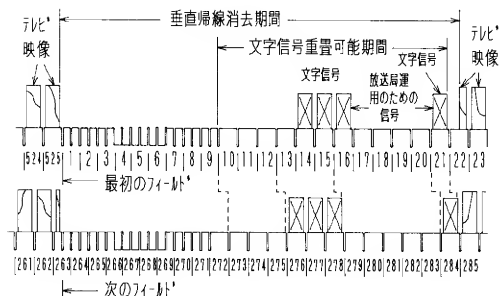 垂直帰線消去期間
テレビ
映像
文字信号重畳可能期間
文字信号
テレビ
映像
文字信号
放送局運
用のための
信号
524 525 1 2 3 4 5 6 7 8 9 10 11 12 13 14 15 16 17 18 19 20 21 22 23
最初のフィールド
261 262 263 264 265 266 267 268 269 270 271 272 273 274 275 276 277 278 279 280 281 282 283 284 285
次のフィールド